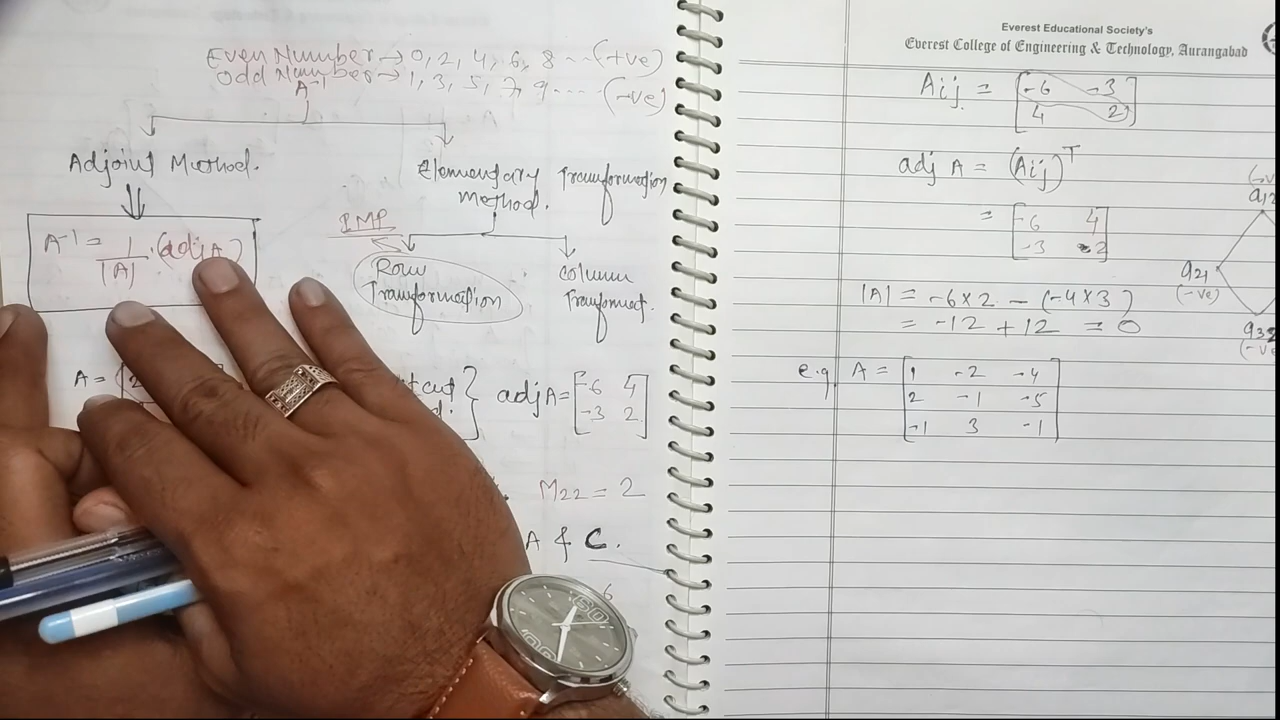 Even Number → 0, 2, 4, 6, 8 ... (+ve)
Odd Number → 1, 3, 5, 7, 9 .... (-ve)
A⁻¹
Adjoint Method.
Elementary Transformation
Method.
IMP
A⁻¹ = 1/|A| · (adj A)
Row
Transformation
Column
Transformat.
A = [2
adj A = [-6 4
-3 2]
M22 = 2
A & C.
6
Everest Educational Society's
Everest College of Engineering & Technology, Aurangabad
Aij = [-6 -3
4 2]
adj A = (Aij)ᵀ
= [-6 4
-3 2]
|A| = -6 × 2 - (-4 × 3)
= -12 + 12 = 0
a21
(-ve)
e.g. A = [1 -2 -4
2 -1 -5
-1 3 -1]